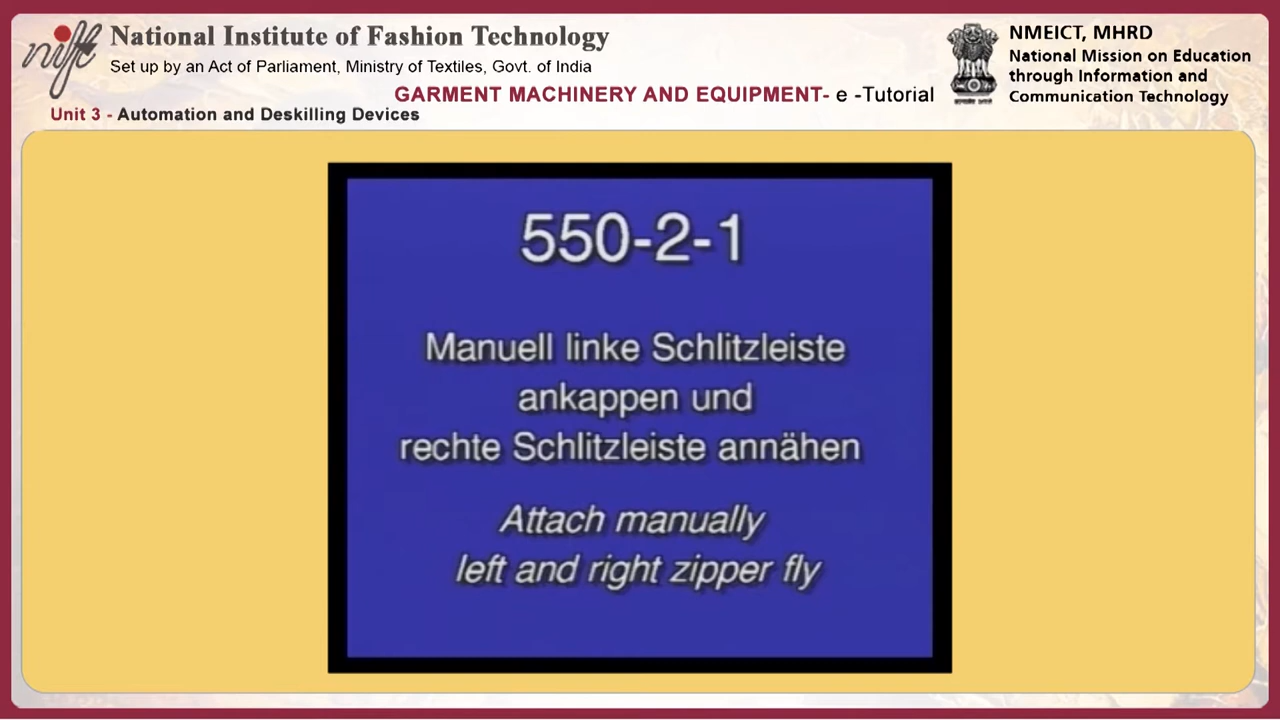 nift
National Institute of Fashion Technology
Set up by an Act of Parliament, Ministry of Textiles, Govt. of India
GARMENT MACHINERY AND EQUIPMENT- e -Tutorial
Unit 3 - Automation and Deskilling Devices
NMEICT, MHRD
National Mission on Education
through Information and
Communication Technology
550-2-1
Manuell linke Schlitzleiste
ankappen und
rechte Schlitzleiste annähen
Attach manually
left and right zipper fly